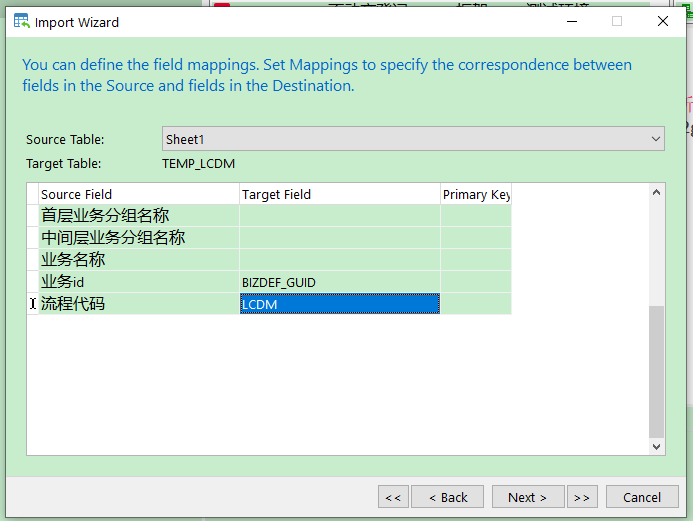 Import Wizard
You can define the field mappings. Set Mappings to specify the correspondence between
fields in the Source and fields in the Destination.
Source Table: Sheet1
Target Table: TEMP_LCDM
Source Field Target Field Primary Key
首层业务分组名称
中间层业务分组名称
业务名称
业务id BIZDEF_GUID
流程代码 LCDM
<< < Back Next > >> Cancel